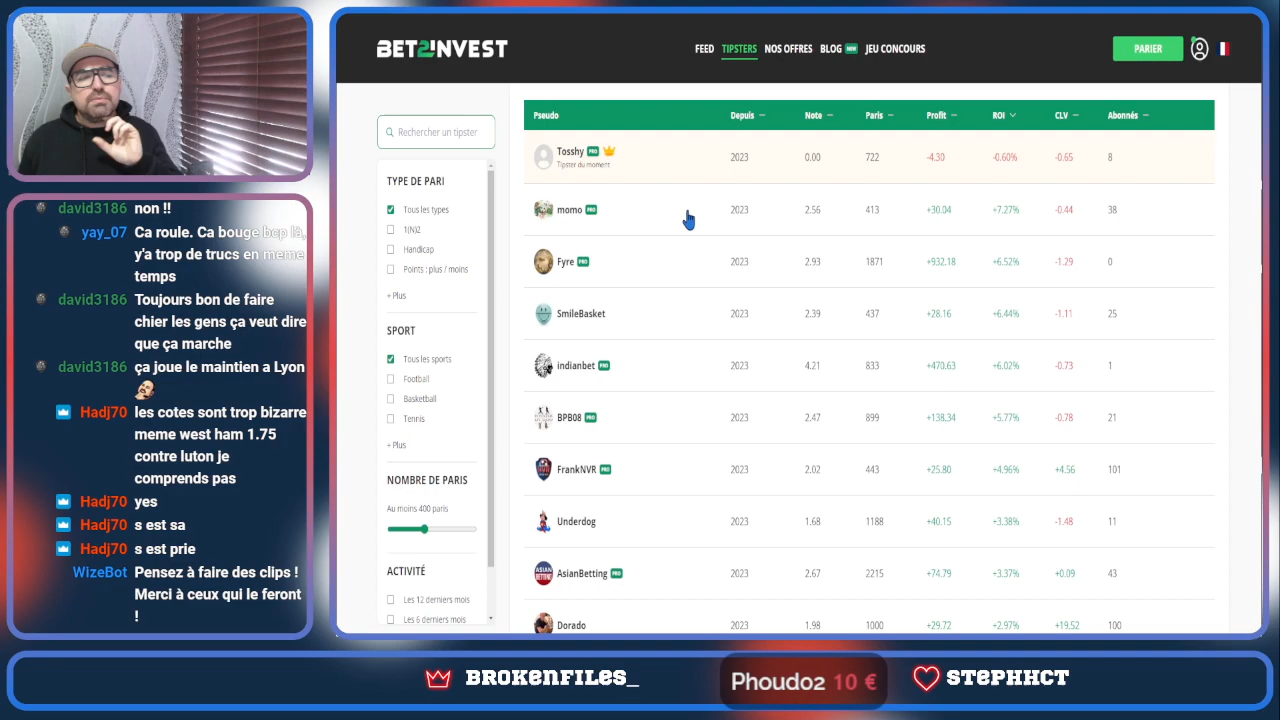 david3186 non !!
yay_07 Ca roule. Ca bouge bcp là,
y'a trop de trucs en meme
temps
david3186 Toujours bon de faire
chier les gens ça veut dire
que ça marche
david3186 ça joue le maintien a Lyon
Hadj70 les cotes sont trop bizarre
meme west ham 1.75
contre luton je
comprends pas
Hadj70 yes
Hadj70 s est sa
Hadj70 s est prie
WizeBot Pensez à faire des clips !
Merci à ceux qui le feront
!
BET2INVEST
FEED TIPSTERS NOS OFFRES BLOG NEW JEU CONCOURS
PARIER
Rechercher un tipster
TYPE DE PARI
Tous les types
1(N)2
Handicap
Points : plus / moins
+ Plus
SPORT
Tous les sports
Football
Basketball
Tennis
+ Plus
NOMBRE DE PARIS
Au moins 400 paris
ACTIVITÉ
Les 12 derniers mois
Les 6 derniers mois
Pseudo Depuis Note Paris Profit ROI CLV Abonnés
Tosshy PRO 2023 0.00 722 -4.30 -0.60% -0.65 8
Tipster du moment
momo PRO 2023 2.56 413 +30.04 +7.27% -0.44 38
Fyre PRO 2023 2.93 1871 +932.18 +6.52% -1.29 0
SmileBasket 2023 2.39 437 +28.16 +6.44% -1.11 25
indianbet PRO 2023 4.21 833 +470.63 +6.02% -0.73 1
BPB08 PRO 2023 2.47 899 +138.34 +5.77% -0.78 21
FrankNVR PRO 2023 2.02 443 +25.80 +4.96% +4.56 101
Underdog 2023 1.68 1188 +40.15 +3.38% -1.48 11
ASIAN BETTING AsianBetting PRO 2023 2.67 2215 +74.79 +3.37% +0.09 43
Dorado 2023 1.98 1000 +29.72 +2.97% +19.52 100
BROKENFILES_ Phoudo2 10 € STEPHHCT